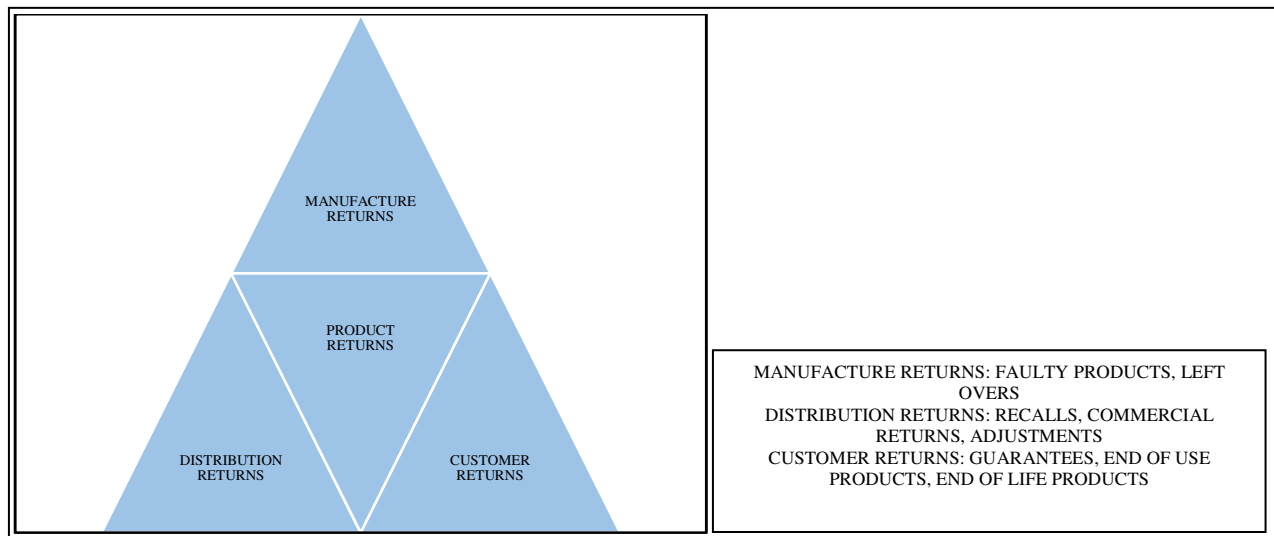 MANUFACTURE
RETURNS
PRODUCT
RETURNS
DISTRIBUTION
RETURNS
CUSTOMER
RETURNS
MANUFACTURE RETURNS: FAULTY PRODUCTS, LEFT
OVERS
DISTRIBUTION RETURNS: RECALLS, COMMERCIAL
RETURNS, ADJUSTMENTS
CUSTOMER RETURNS: GUARANTEES, END OF USE
PRODUCTS, END OF LIFE PRODUCTS